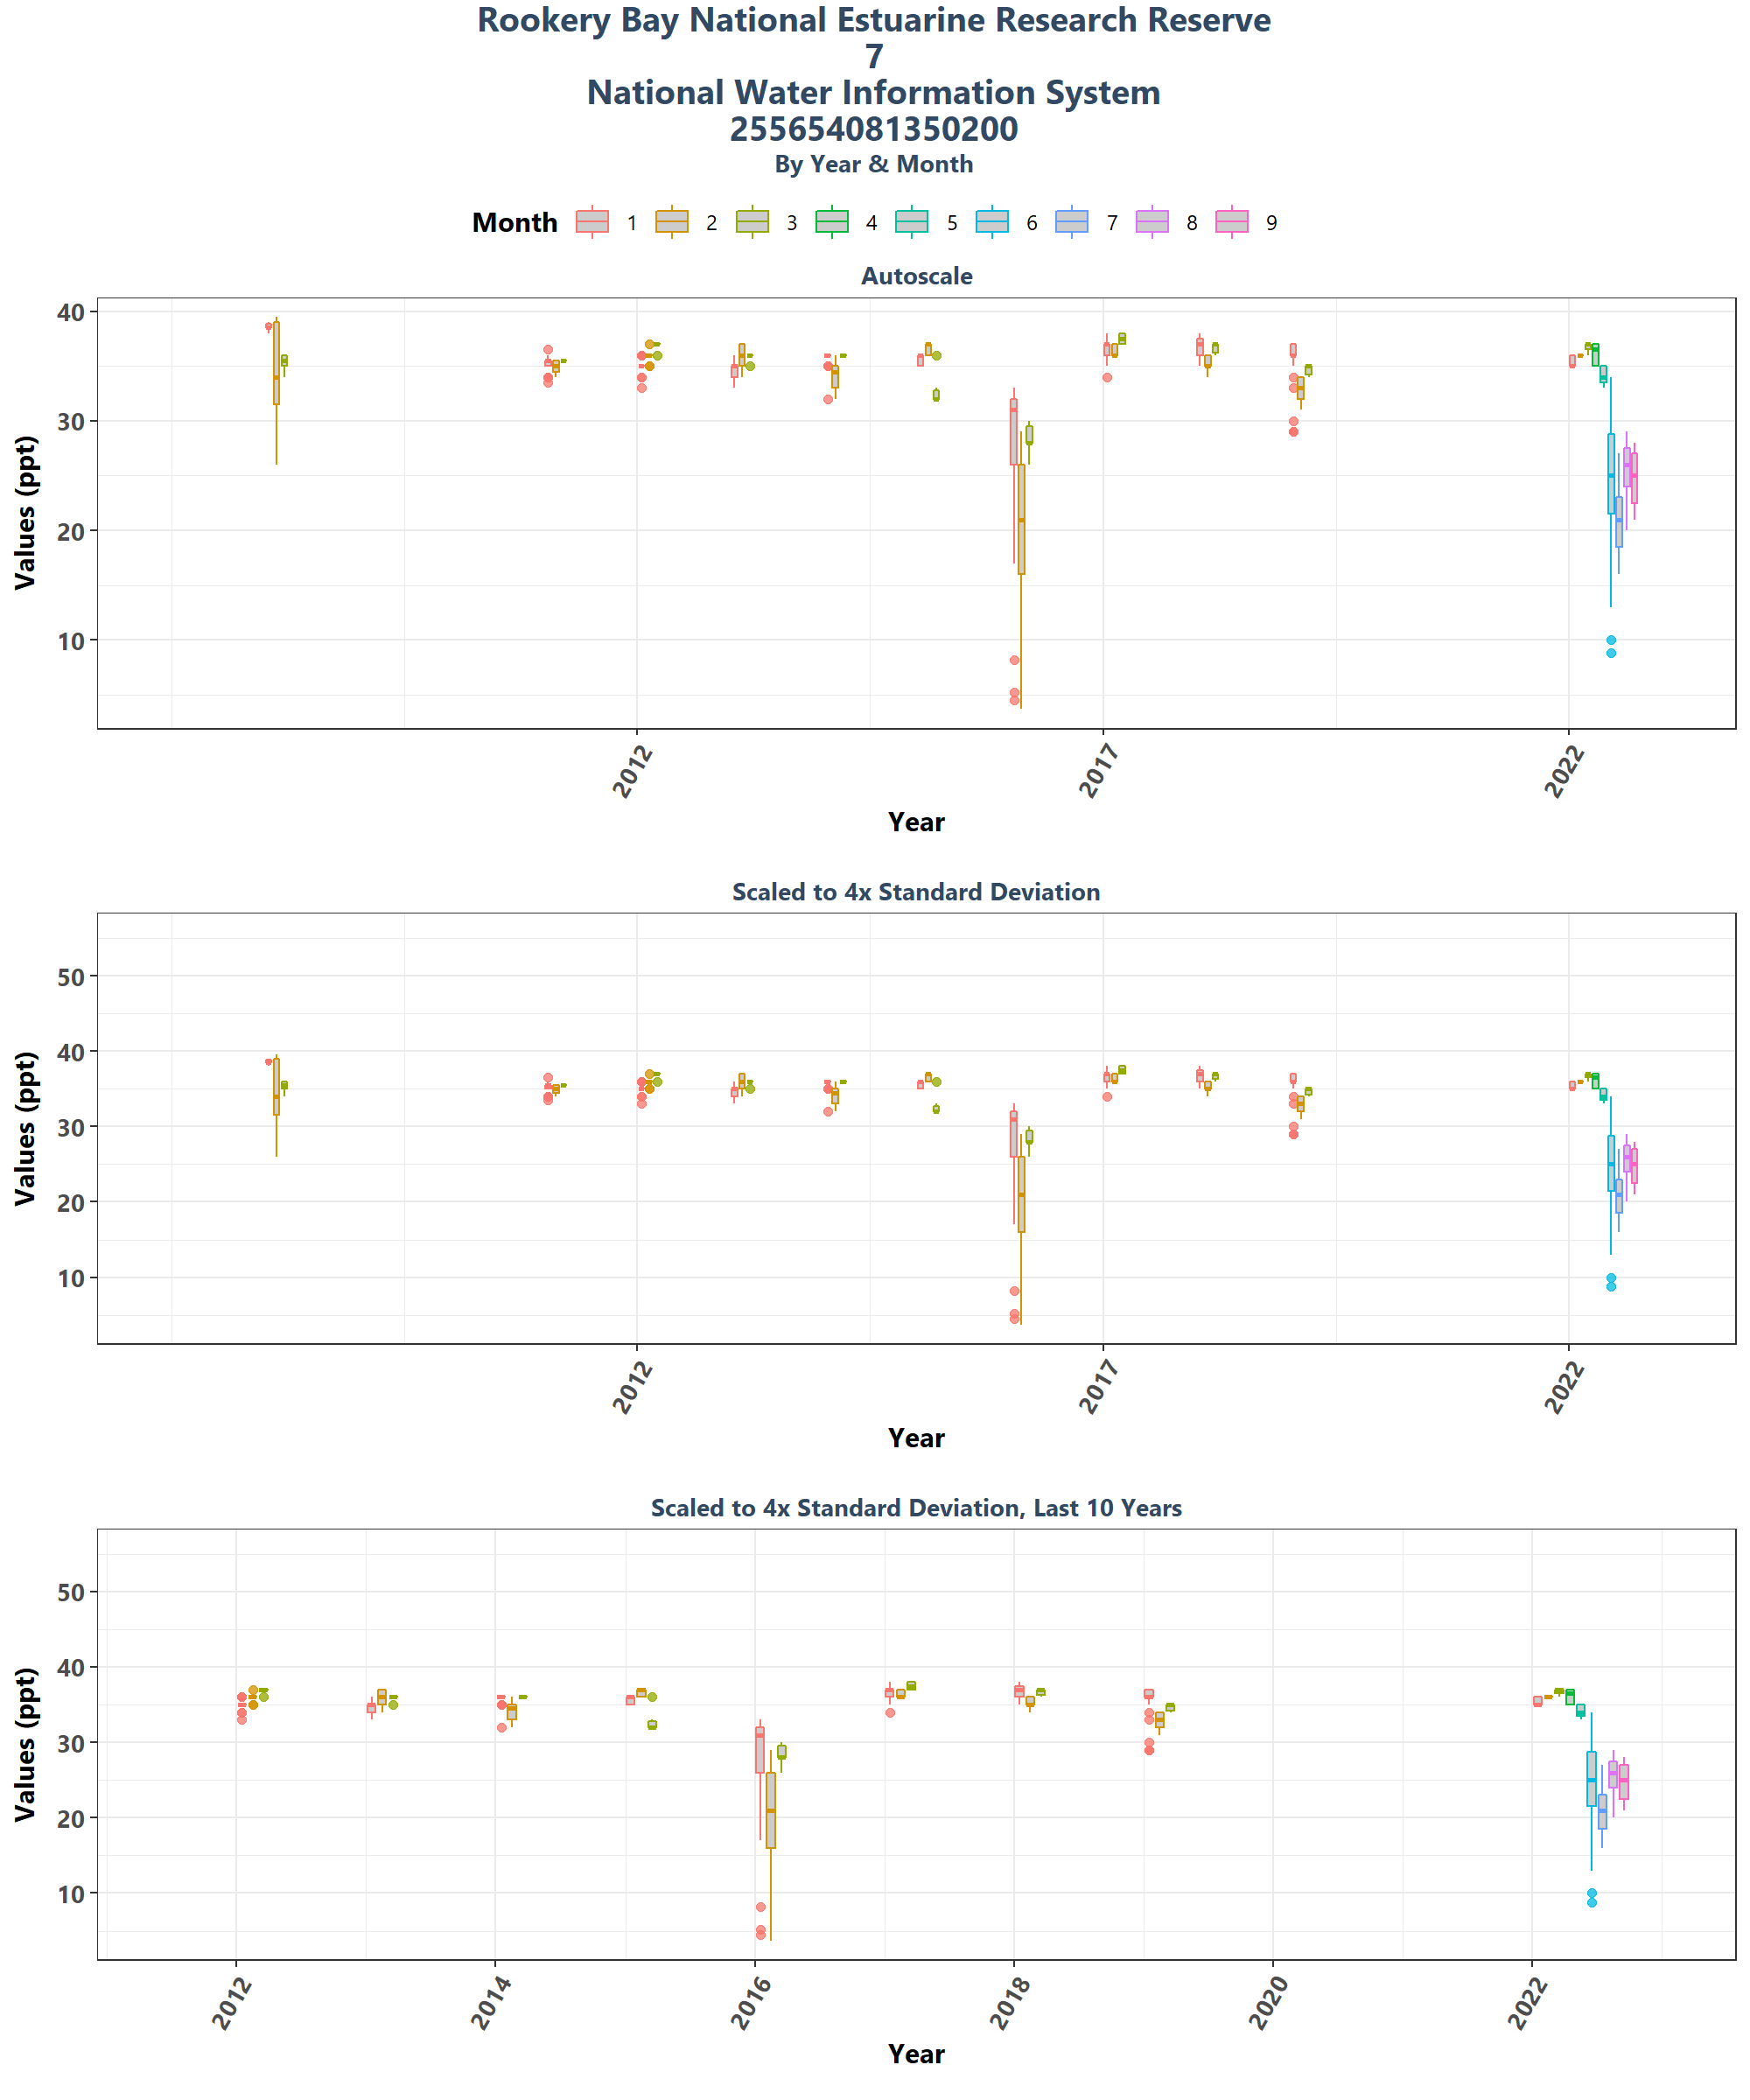 Rookery Bay National Estuarine Research Reserve
7
National Water Information System
255654081350200
By Year & Month
Month 1 2 3 4 5 6 7 8 9
Autoscale
40
30
20
10
Values (ppt)
2012 2017 2022
Year
Scaled to 4x Standard Deviation
50
40
30
20
10
Values (ppt)
2012 2017 2022
Year
Scaled to 4x Standard Deviation, Last 10 Years
50
40
30
20
10
Values (ppt)
2012 2014 2016 2018 2020 2022
Year